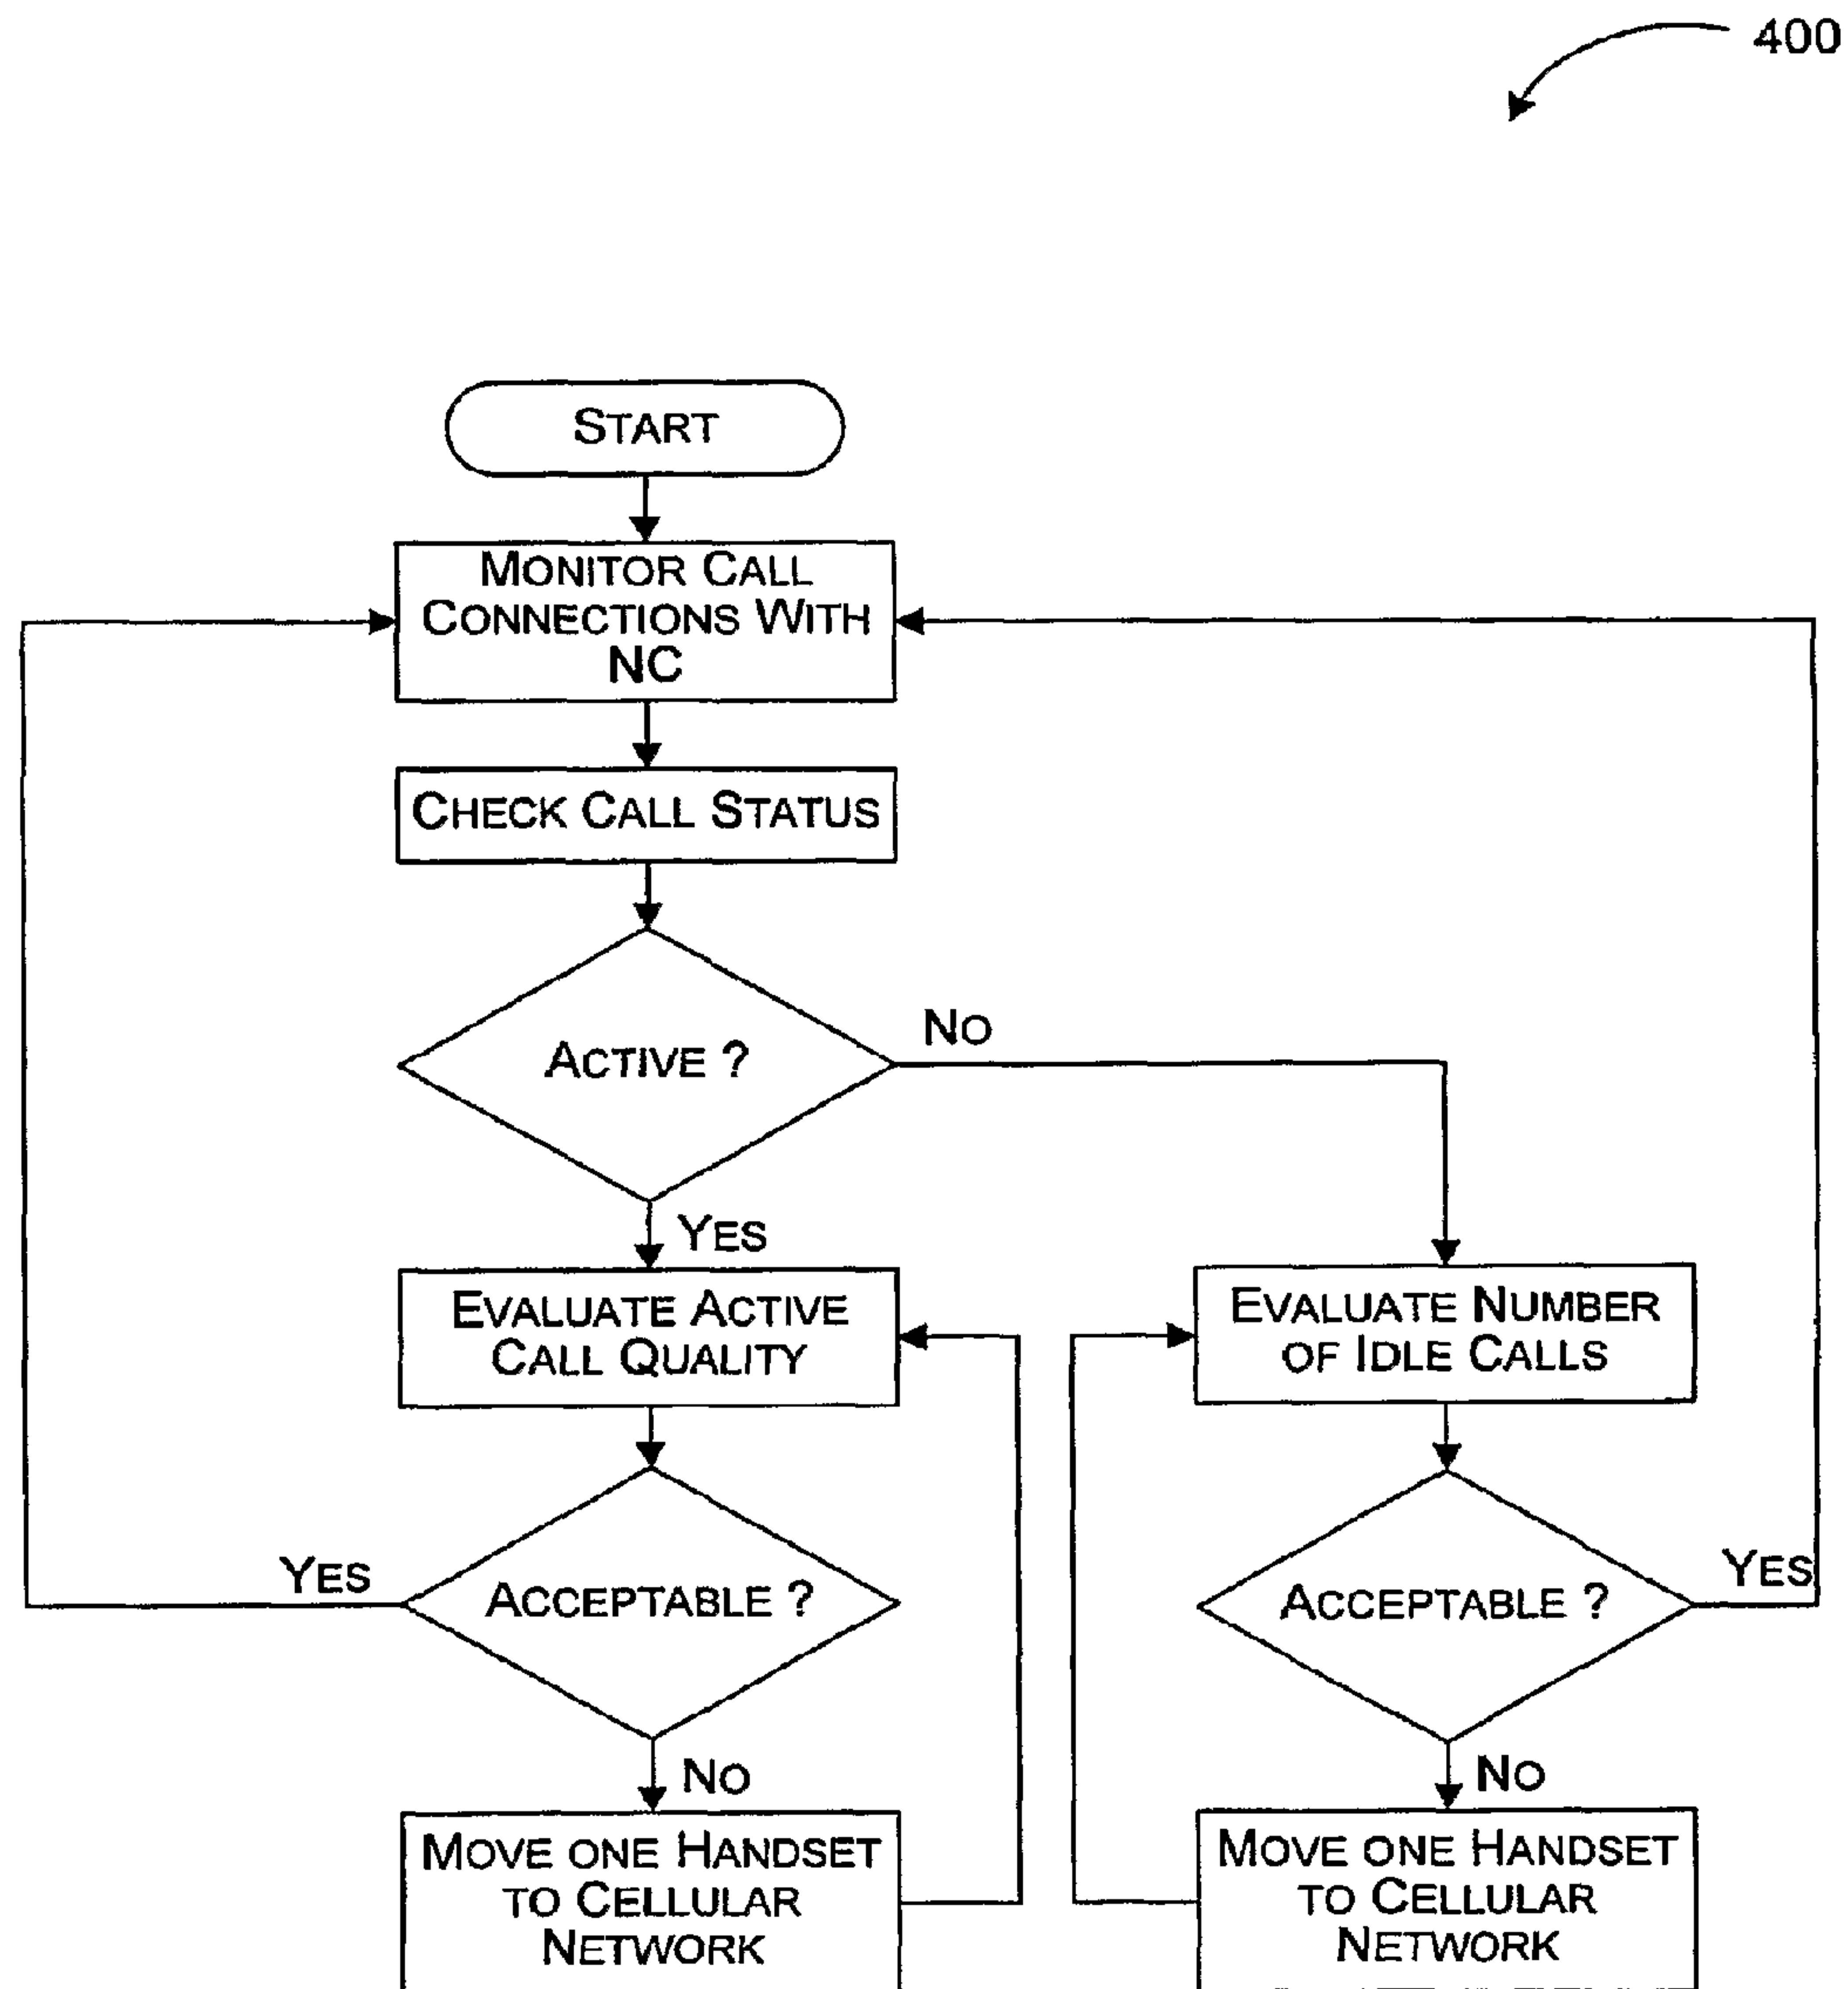 400
START
MONITOR CALL
CONNECTIONS WITH
NC
CHECK CALL STATUS
ACTIVE ?
NO
YES
EVALUATE ACTIVE
CALL QUALITY
EVALUATE NUMBER
OF IDLE CALLS
YES
ACCEPTABLE ?
ACCEPTABLE ?
YES
NO
NO
MOVE ONE HANDSET
TO CELLULAR
NETWORK
MOVE ONE HANDSET
TO CELLULAR
NETWORK